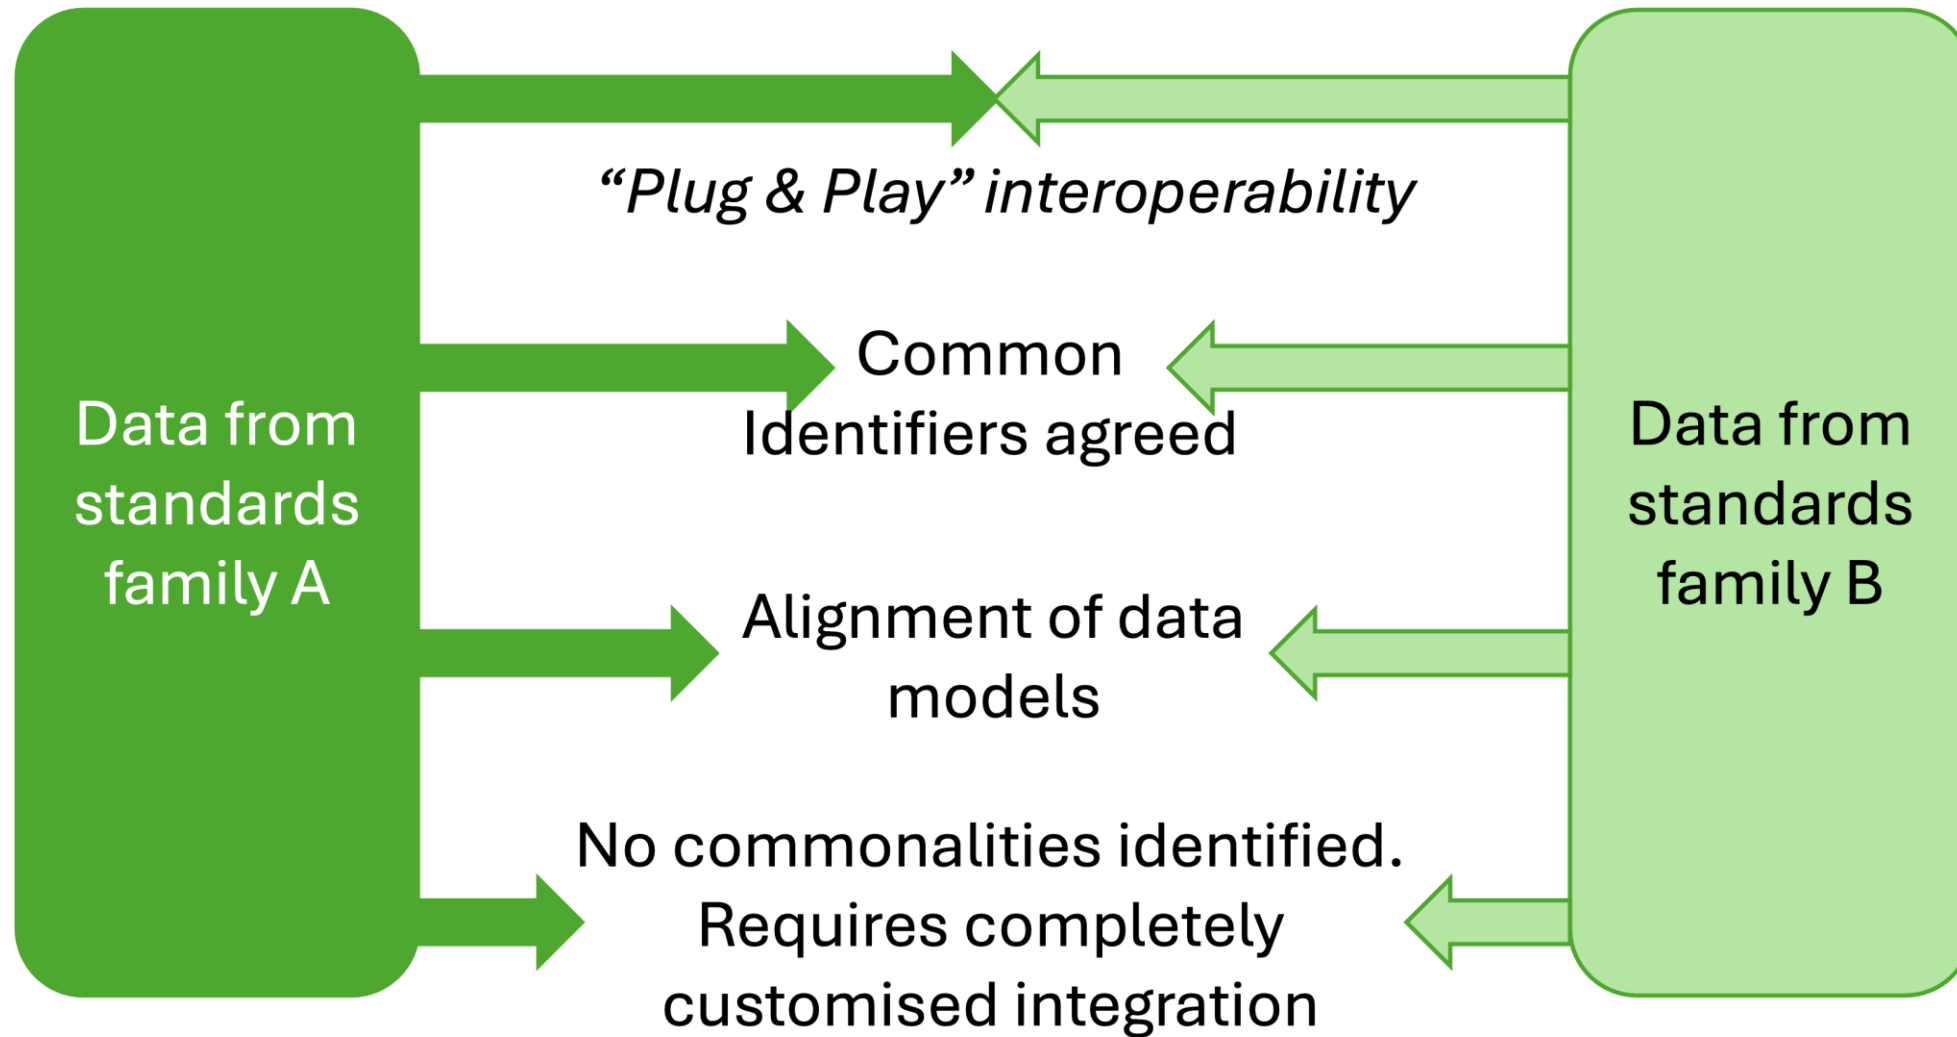 “Plug & Play” interoperability
Common
Identifiers agreed
Data from
standards
family A
Data from
standards
family B
Alignment of data
models
No commonalities identified.
Requires completely
customised integration